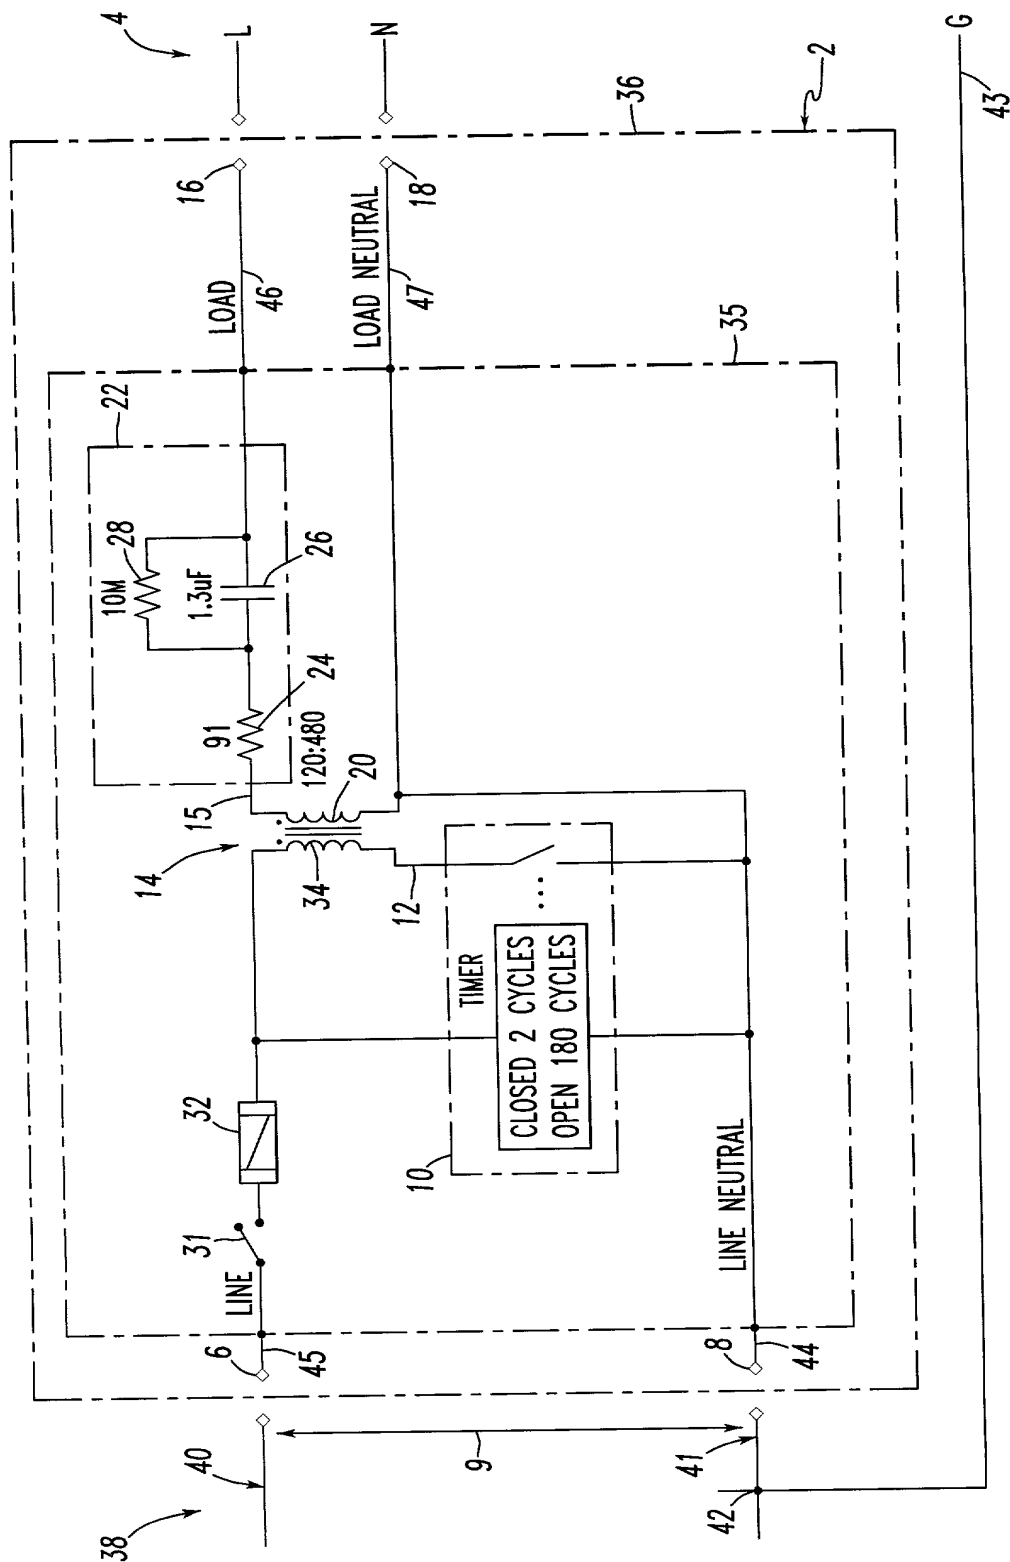 38
40
9
41
42
6
45
8
44
LINE
31
32
LINE NEUTRAL
10
TIMER
CLOSED 2 CYCLES
OPEN 180 CYCLES
12
14
34
15
20
120:480
91
24
22
10M
28
1.3uF
26
35
LOAD
46
LOAD NEUTRAL
47
16
18
36
2
4
L
N
43
G